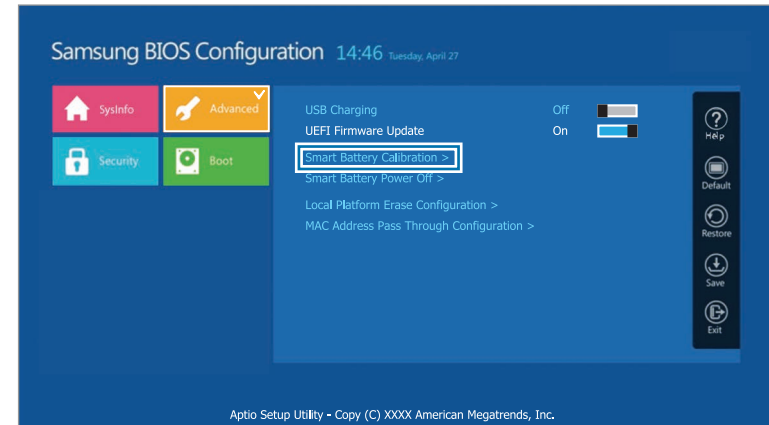 Samsung BIOS Configuration 14:46 Tuesday, April 27
SysInfo
Advanced
Security
Boot
USB Charging Off
UEFI Firmware Update On
Smart Battery Calibration >
Smart Battery Power Off >
Local Platform Erase Configuration >
MAC Address Pass Through Configuration >
Help
Default
Restore
Save
Exit
Aptio Setup Utility - Copy (C) XXXX American Megatrends, Inc.